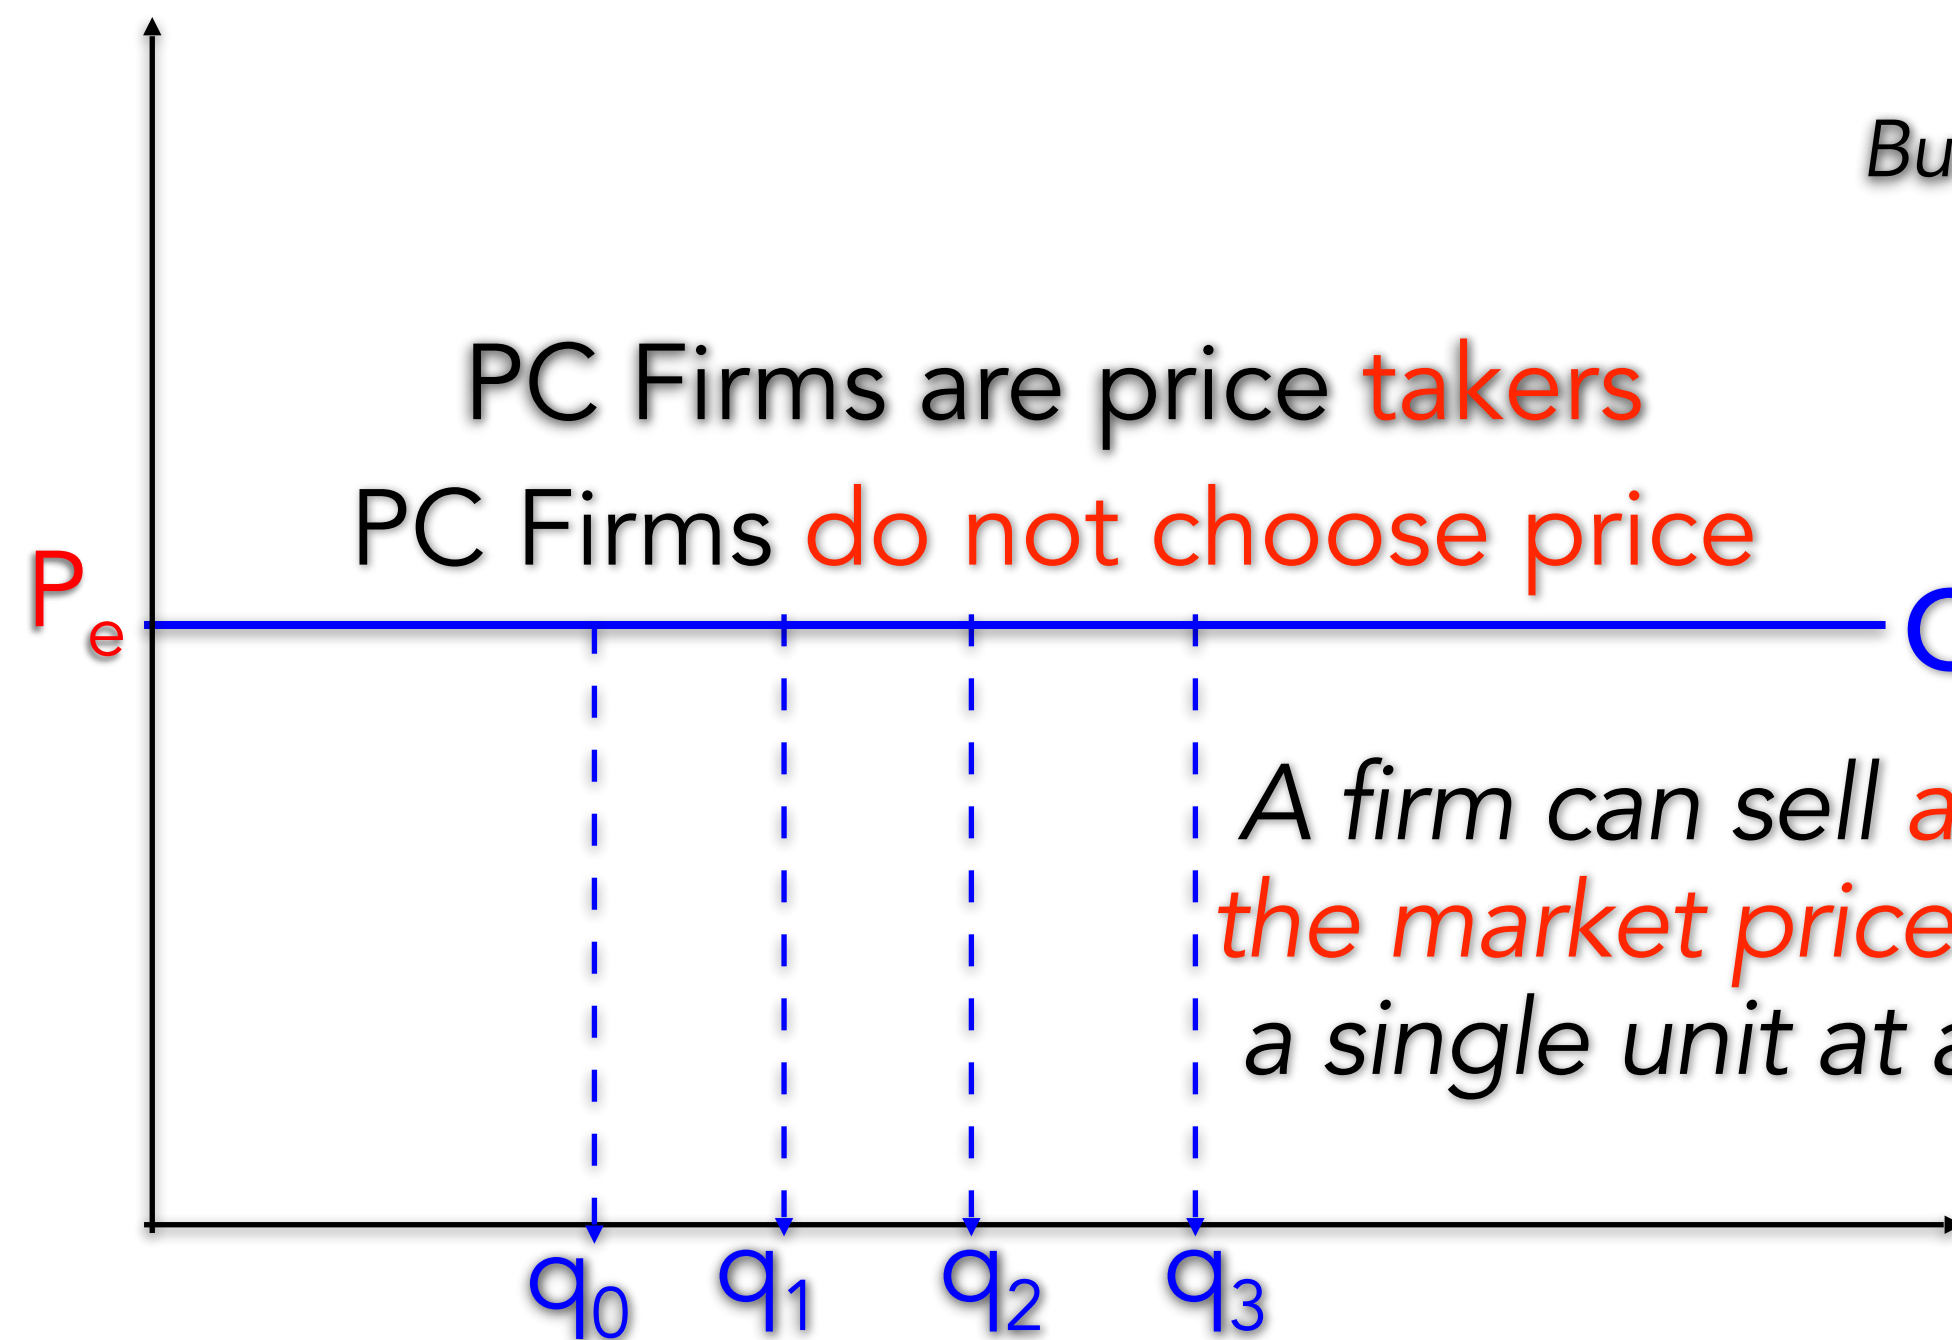 Bu
PC Firms are price takers
PC Firms do not choose price
Pe
A firm can sell a
the market price
a single unit at a
q0 q1 q2 q3